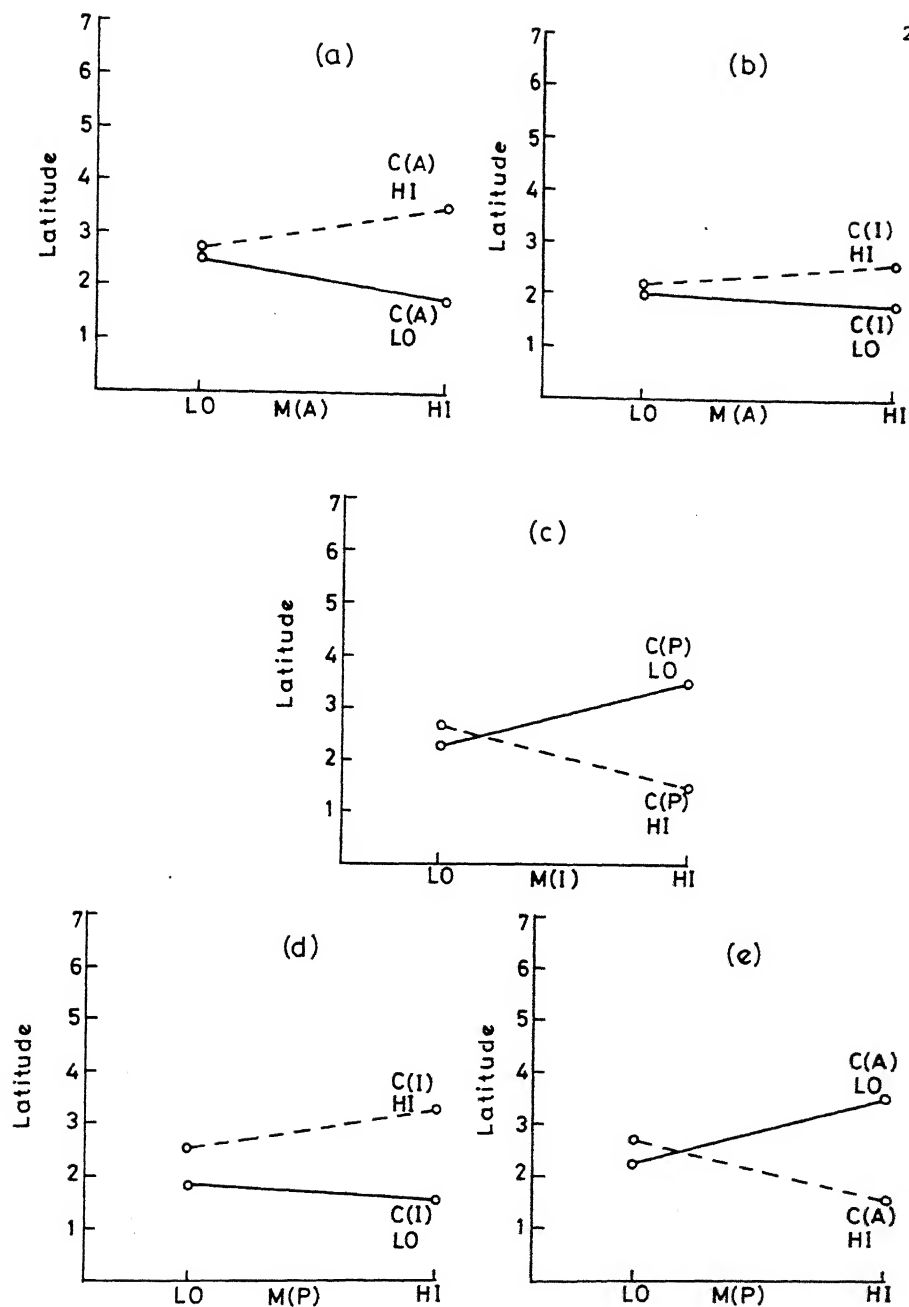 2
(a)
7
6
5
4
3
2
1
Latitude
C(A)
HI
C(A)
LO
LO M(A) HI
(b)
7
6
5
4
3
2
1
Latitude
C(I)
HI
C(I)
LO
LO M(A) HI
(c)
7
6
5
4
3
2
1
Latitude
C(P)
LO
C(P)
HI
LO M(I) HI
(d)
7
6
5
4
3
2
1
Latitude
C(I)
HI
C(I)
LO
LO M(P) HI
(e)
7
6
5
4
3
2
1
Latitude
C(A)
LO
C(A)
HI
LO M(P) HI